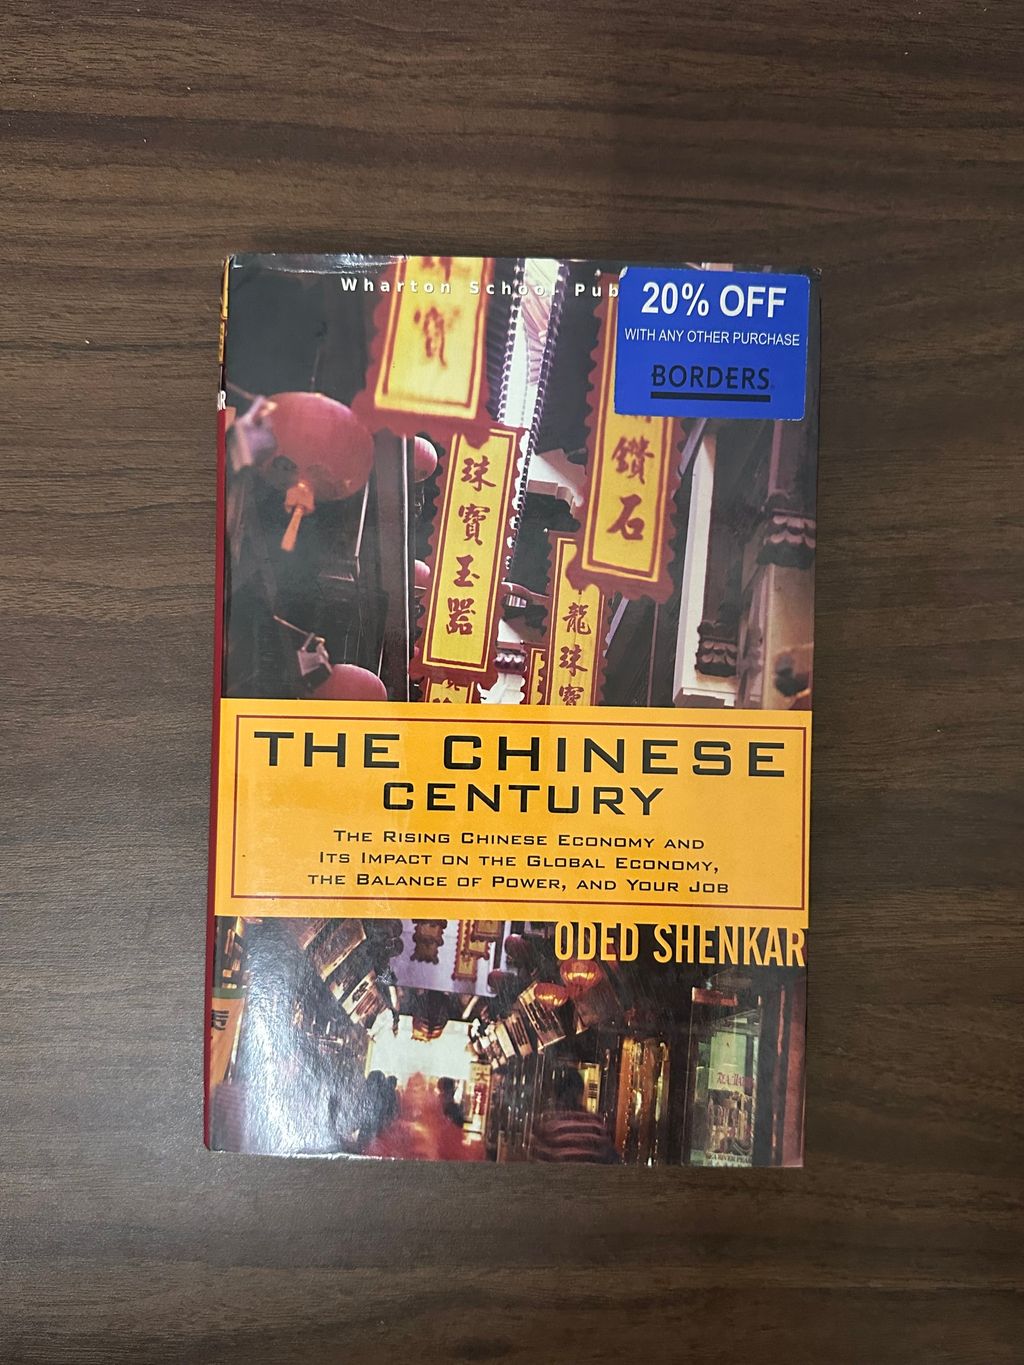 Wharton School Pub
20% OFF
WITH ANY OTHER PURCHASE
BORDERS
珠寶玉器
鑽石
龍珠寶
THE CHINESE
CENTURY
THE RISING CHINESE ECONOMY AND
ITS IMPACT ON THE GLOBAL ECONOMY,
THE BALANCE OF POWER, AND YOUR JOB
ODED SHENKAR